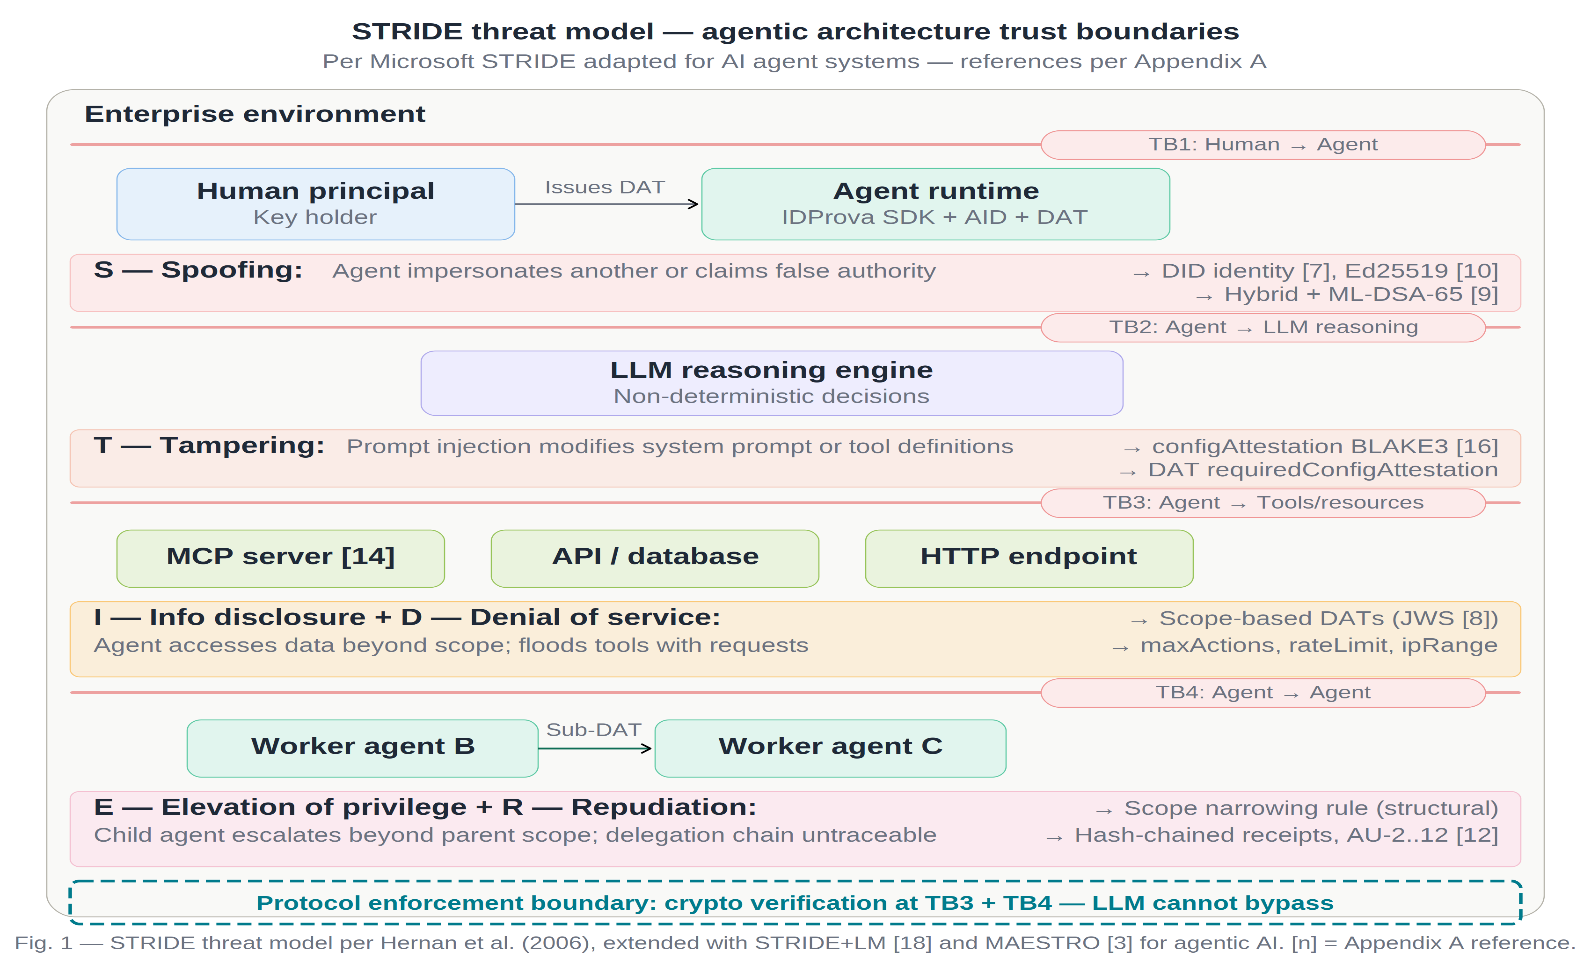 STRIDE threat model — agentic architecture trust boundaries
Per Microsoft STRIDE adapted for AI agent systems — references per Appendix A
Enterprise environment
TB1: Human → Agent
Human principal
Key holder
Issues DAT
Agent runtime
IDProva SDK + AID + DAT
S — Spoofing: Agent impersonates another or claims false authority → DID identity [7], Ed25519 [10]
→ Hybrid + ML-DSA-65 [9]
TB2: Agent → LLM reasoning
LLM reasoning engine
Non-deterministic decisions
T — Tampering: Prompt injection modifies system prompt or tool definitions → configAttestation BLAKE3 [16]
→ DAT requiredConfigAttestation
TB3: Agent → Tools/resources
MCP server [14]
API / database
HTTP endpoint
I — Info disclosure + D — Denial of service: → Scope-based DATs (JWS [8])
Agent accesses data beyond scope; floods tools with requests → maxActions, rateLimit, ipRange
TB4: Agent → Agent
Worker agent B
Sub-DAT
Worker agent C
E — Elevation of privilege + R — Repudiation: → Scope narrowing rule (structural)
Child agent escalates beyond parent scope; delegation chain untraceable → Hash-chained receipts, AU-2..12 [12]
Protocol enforcement boundary: crypto verification at TB3 + TB4 — LLM cannot bypass
Fig. 1 — STRIDE threat model per Hernan et al. (2006), extended with STRIDE+LM [18] and MAESTRO [3] for agentic AI. [n] = Appendix A reference.